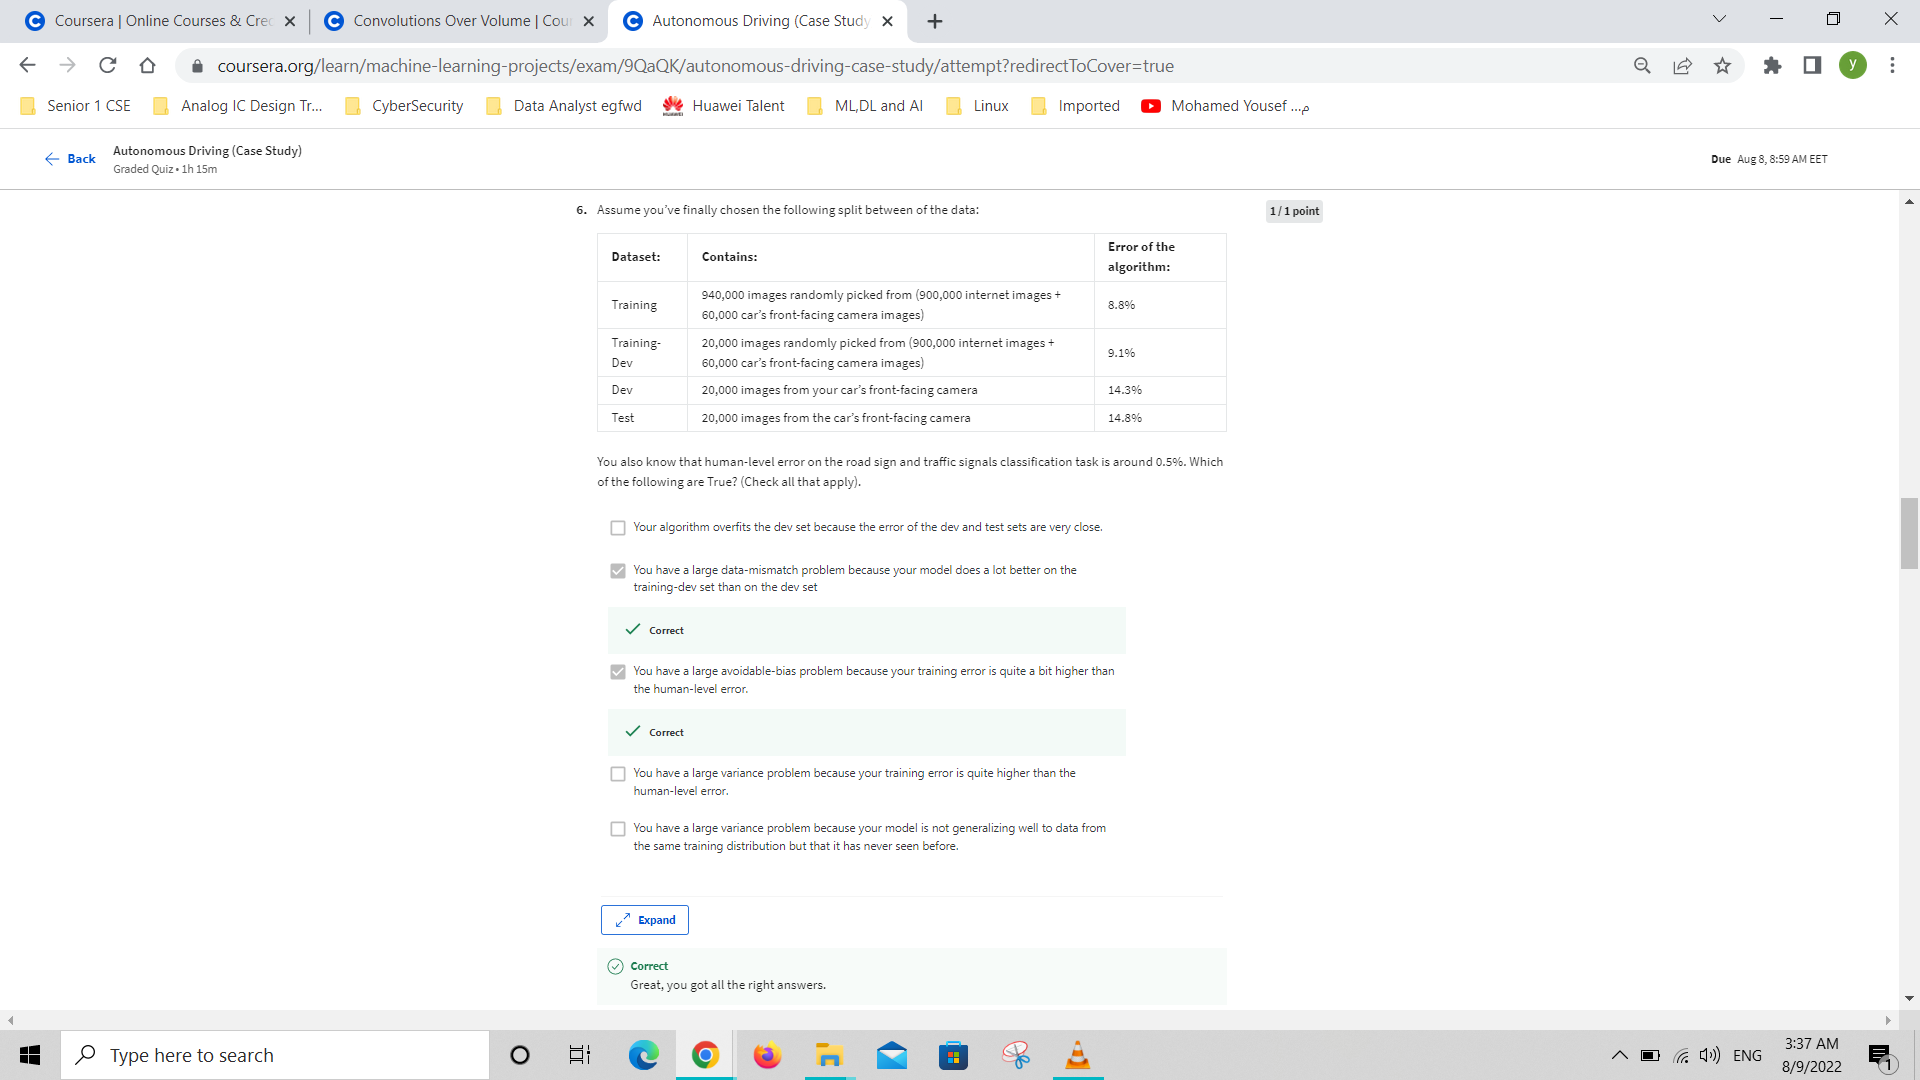 Coursera | Online Courses & Cre
Convolutions Over Volume | Cou
Autonomous Driving (Case Study
coursera.org/learn/machine-learning-projects/exam/9QaQK/autonomous-driving-case-study/attempt?redirectToCover=true
y
Senior 1 CSE
Analog IC Design Tr...
CyberSecurity
Data Analyst egfwd
Huawei Talent
ML,DL and AI
Linux
Imported
Mohamed Yousef ...م
Back
Autonomous Driving (Case Study)
Graded Quiz • 1h 15m
Due Aug 8, 8:59 AM EET
6. Assume you've finally chosen the following split between of the data:
1 / 1 point
Dataset: Contains: Error of the
algorithm:
Training 940,000 images randomly picked from (900,000 internet images +
60,000 car's front-facing camera images) 8.8%
Training-
Dev 20,000 images randomly picked from (900,000 internet images +
60,000 car's front-facing camera images) 9.1%
Dev 20,000 images from your car's front-facing camera 14.3%
Test 20,000 images from the car's front-facing camera 14.8%
You also know that human-level error on the road sign and traffic signals classification task is around 0.5%. Which
of the following are True? (Check all that apply).
Your algorithm overfits the dev set because the error of the dev and test sets are very close.
You have a large data-mismatch problem because your model does a lot better on the
training-dev set than on the dev set
Correct
You have a large avoidable-bias problem because your training error is quite a bit higher than
the human-level error.
Correct
You have a large variance problem because your training error is quite higher than the
human-level error.
You have a large variance problem because your model is not generalizing well to data from
the same training distribution but that it has never seen before.
Expand
Correct
Great, you got all the right answers.
Type here to search
ENG
3:37 AM
8/9/2022
1